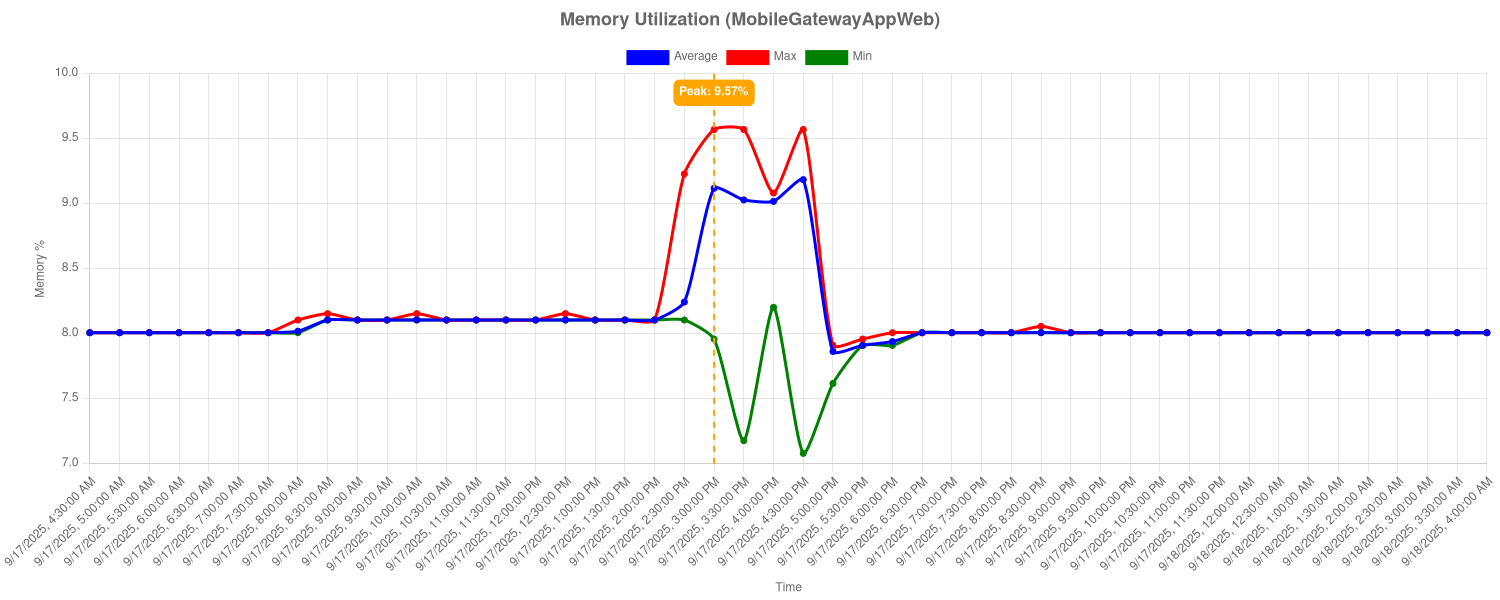 Memory Utilization (MobileGatewayAppWeb)
Average Max Min
Peak: 9.57%
10.0
9.5
9.0
8.5
8.0
7.5
7.0
Memory %
9/17/2025, 4:30:00 AM
9/17/2025, 5:00:00 AM
9/17/2025, 5:30:00 AM
9/17/2025, 6:00:00 AM
9/17/2025, 6:30:00 AM
9/17/2025, 7:00:00 AM
9/17/2025, 7:30:00 AM
9/17/2025, 8:00:00 AM
9/17/2025, 8:30:00 AM
9/17/2025, 9:00:00 AM
9/17/2025, 9:30:00 AM
9/17/2025, 10:00:00 AM
9/17/2025, 10:30:00 AM
9/17/2025, 11:00:00 AM
9/17/2025, 11:30:00 AM
9/17/2025, 12:00:00 PM
9/17/2025, 12:30:00 PM
9/17/2025, 1:00:00 PM
9/17/2025, 1:30:00 PM
9/17/2025, 2:00:00 PM
9/17/2025, 2:30:00 PM
9/17/2025, 3:00:00 PM
9/17/2025, 3:30:00 PM
9/17/2025, 4:00:00 PM
9/17/2025, 4:30:00 PM
9/17/2025, 5:00:00 PM
9/17/2025, 5:30:00 PM
9/17/2025, 6:00:00 PM
9/17/2025, 6:30:00 PM
9/17/2025, 7:00:00 PM
9/17/2025, 7:30:00 PM
9/17/2025, 8:00:00 PM
9/17/2025, 8:30:00 PM
9/17/2025, 9:00:00 PM
9/17/2025, 9:30:00 PM
9/17/2025, 10:00:00 PM
9/17/2025, 10:30:00 PM
9/17/2025, 11:00:00 PM
9/17/2025, 11:30:00 PM
9/18/2025, 12:00:00 AM
9/18/2025, 12:30:00 AM
9/18/2025, 1:00:00 AM
9/18/2025, 1:30:00 AM
9/18/2025, 2:00:00 AM
9/18/2025, 2:30:00 AM
9/18/2025, 3:00:00 AM
9/18/2025, 3:30:00 AM
9/18/2025, 4:00:00 AM
Time